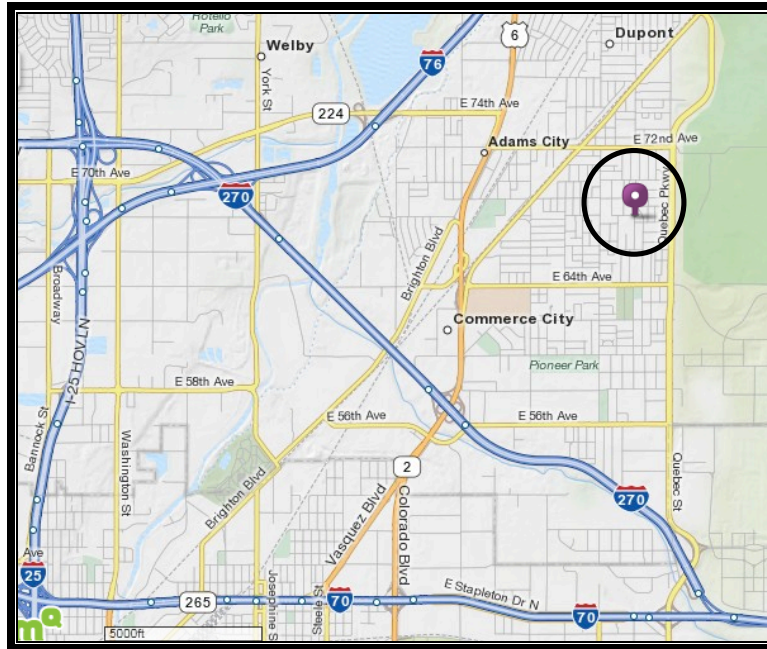 Rotello
Park
Welby
York St
76
6
Dupont
224
E 74th Ave
Adams City
E 72nd Ave
E 70th Ave
270
Quebec Pkwy
Broadway
Brighton Blvd
E 64th Ave
I-25 HOV LN
Commerce City
Pioneer Park
E 58th Ave
Bannock St
Washington St
E 56th Ave
E 56th Ave
Brighton Blvd
2
Quebec St
270
Vasquez Blvd
Colorado Blvd
Ave
25
265
Josephine S
Steele St
70
E Stapleton Dr N
70
mq
5000ft